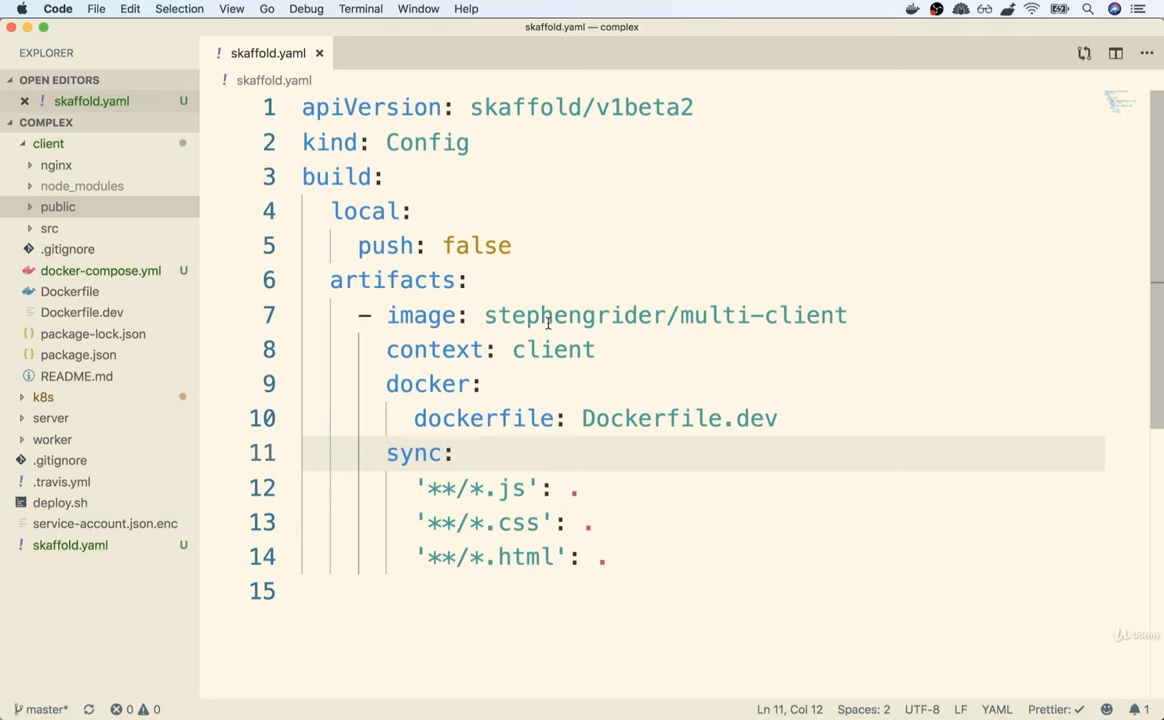 Code File Edit Selection View Go Debug Terminal Window Help
skaffold.yaml — complex
EXPLORER
OPEN EDITORS
skaffold.yaml U
COMPLEX
client
nginx
node_modules
public
src
.gitignore
docker-compose.yml U
Dockerfile
Dockerfile.dev
package-lock.json
package.json
README.md
k8s
server
worker
.gitignore
.travis.yml
deploy.sh
service-account.json.enc
skaffold.yaml U
! skaffold.yaml ×
! skaffold.yaml
1 apiVersion: skaffold/v1beta2
2 kind: Config
3 build:
4 local:
5 push: false
6 artifacts:
7 - image: stephengrider/multi-client
8 context: client
9 docker:
10 dockerfile: Dockerfile.dev
11 sync:
12 '**/*.js': .
13 '**/*.css': .
14 '**/*.html': .
15
Udemy
master* 0 0 Ln 11, Col 12 Spaces: 2 UTF-8 LF YAML Prettier: ✓ 1